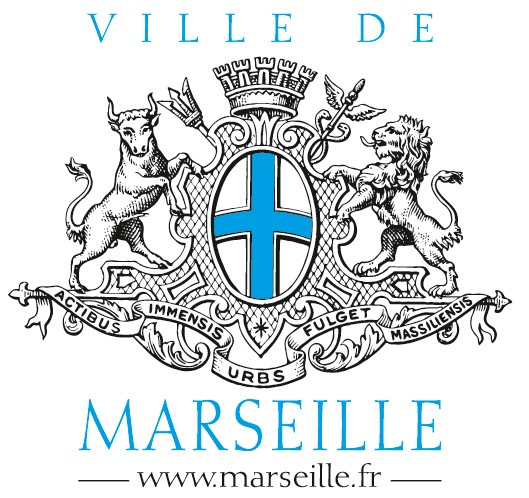 VILLE DE
ACTIBUS IMMENSIS URBS FULGET MASSILIENSIS
MARSEILLE
www.marseille.fr